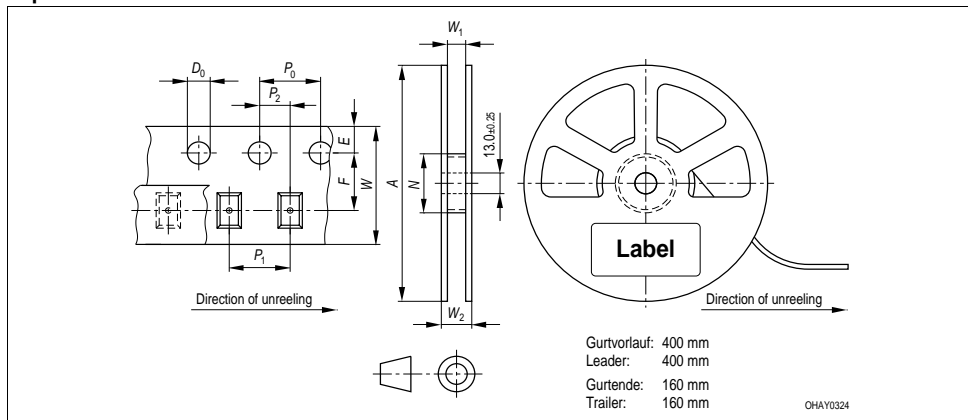 W₁
D₀
P₀
P₂
E
F
W
P₁
A
N
13.0±0.25
W₂
Label
Direction of unreeling
Direction of unreeling
Gurtvorlauf: 400 mm
Leader: 400 mm
Gurtende: 160 mm
Trailer: 160 mm
OHAY0324